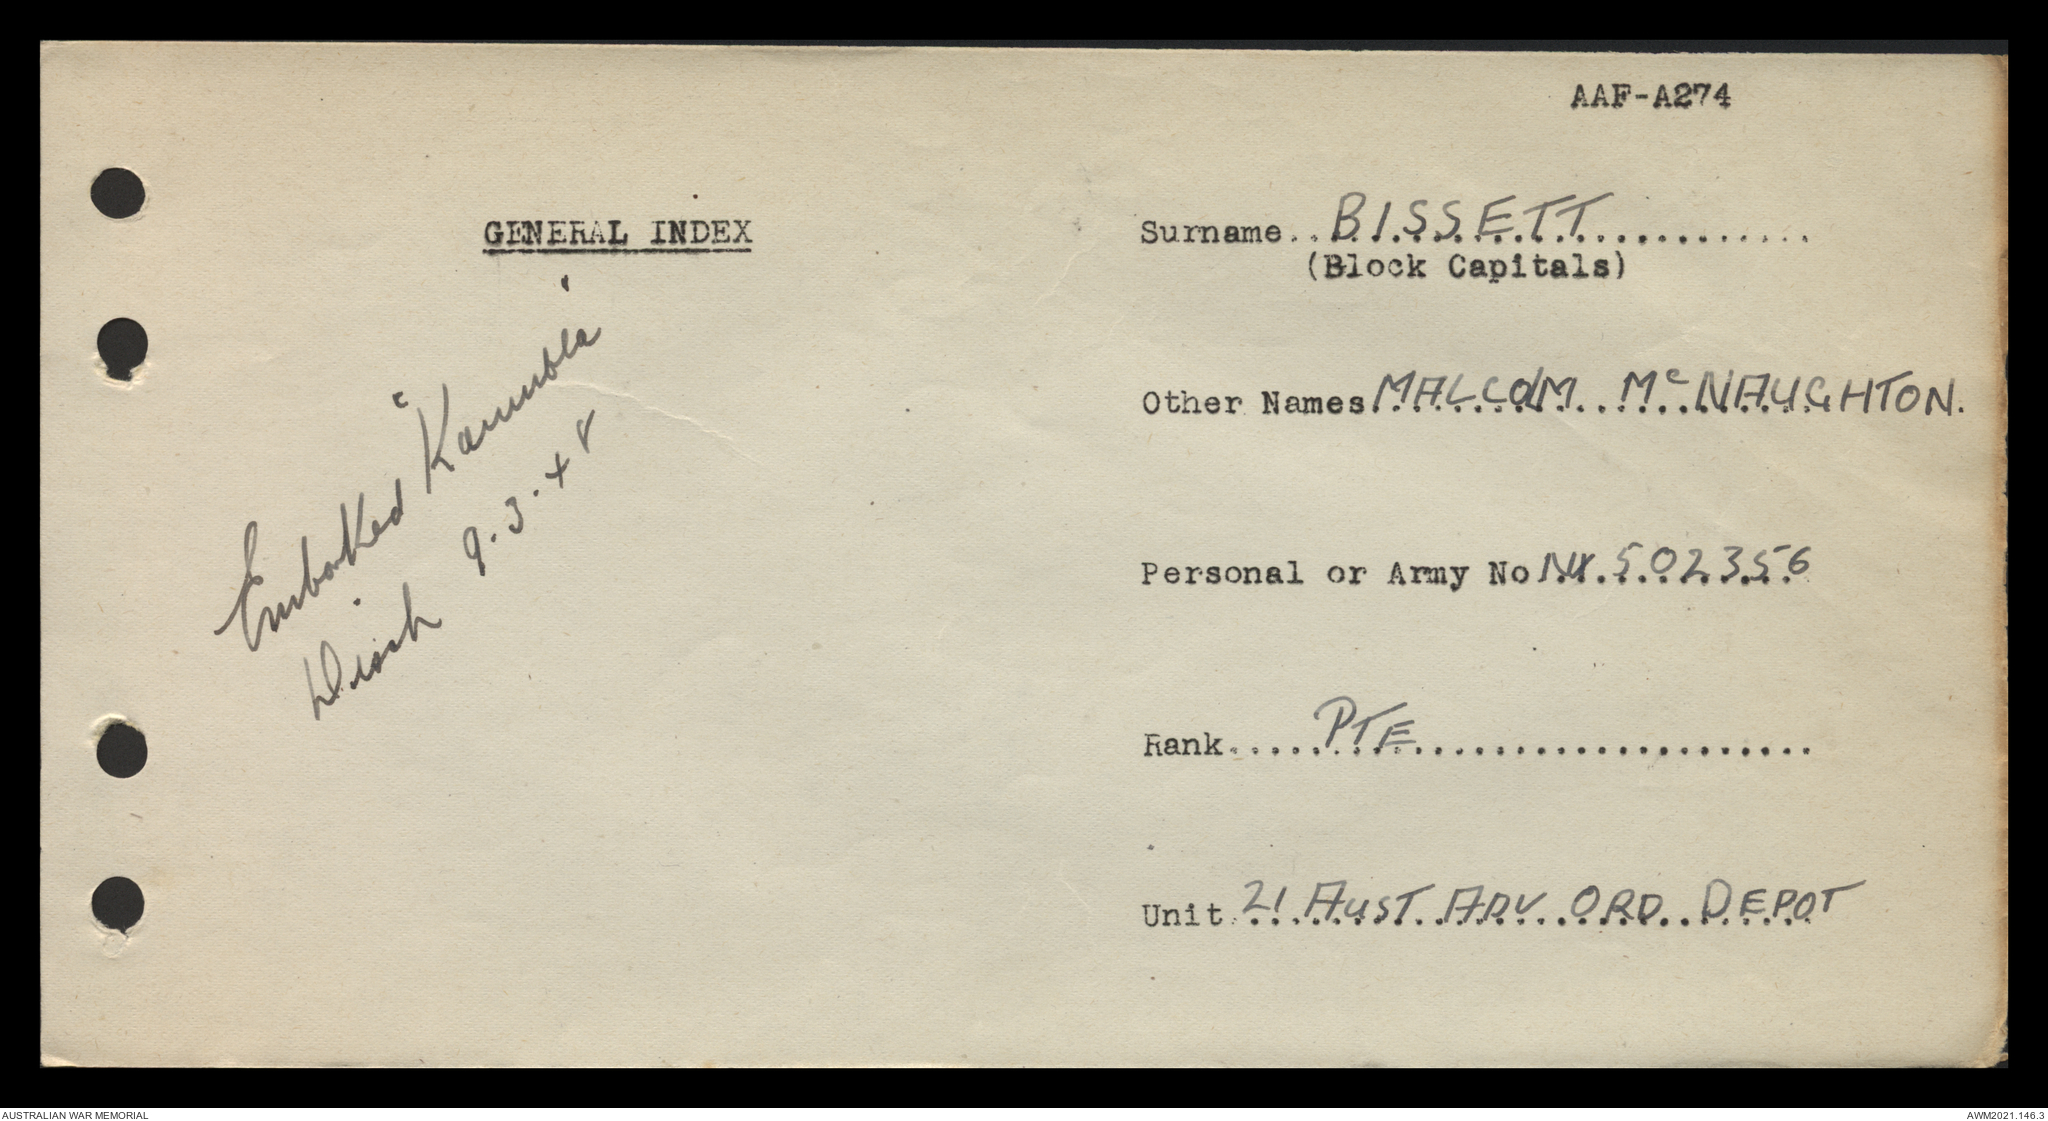 AAF-A274
GENERAL INDEX
Surname..BISSETT
(Block Capitals)
Other Names MALCOLM McNAUGHTON.
Personal or Army No NX 502356
Rank.....PTE
Unit 21 AUST ADV ORD DEPOT
Embarked "Kanimbla"
Disch 9.3.48
AUSTRALIAN WAR MEMORIAL
AWM2021.146.3